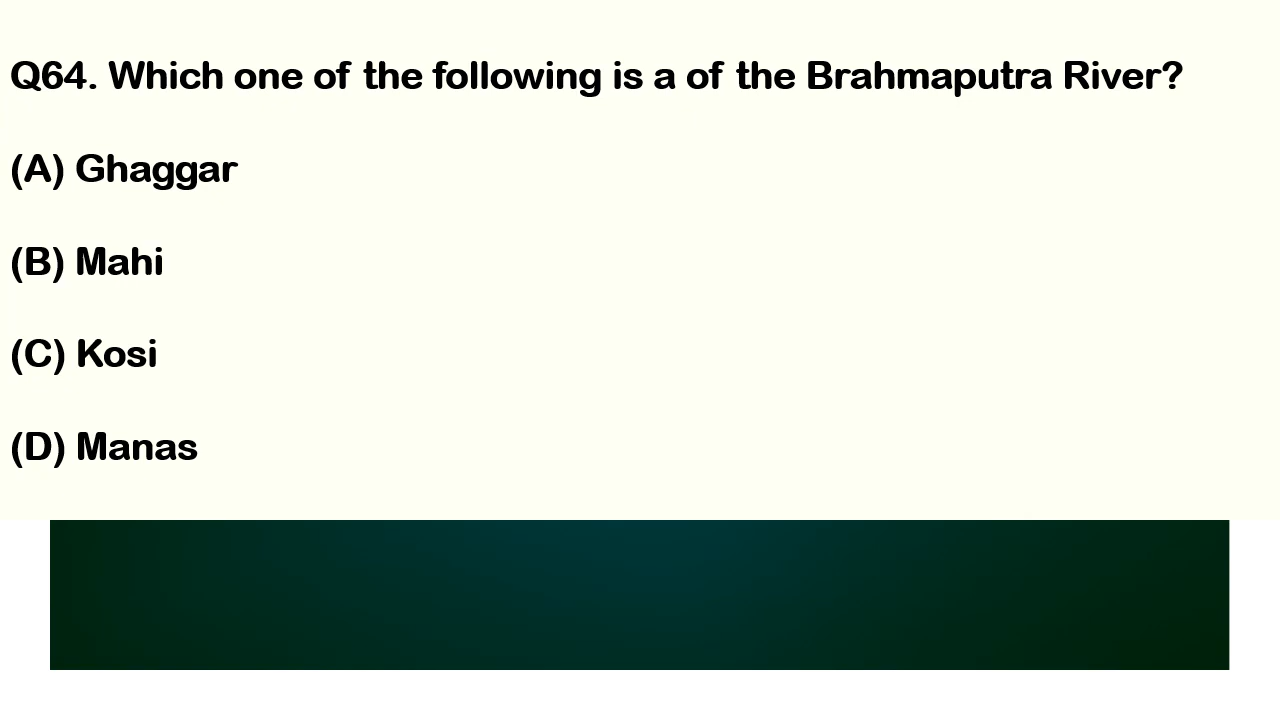 Q64. Which one of the following is a of the Brahmaputra River?
(A) Ghaggar
(B) Mahi
(C) Kosi
(D) Manas